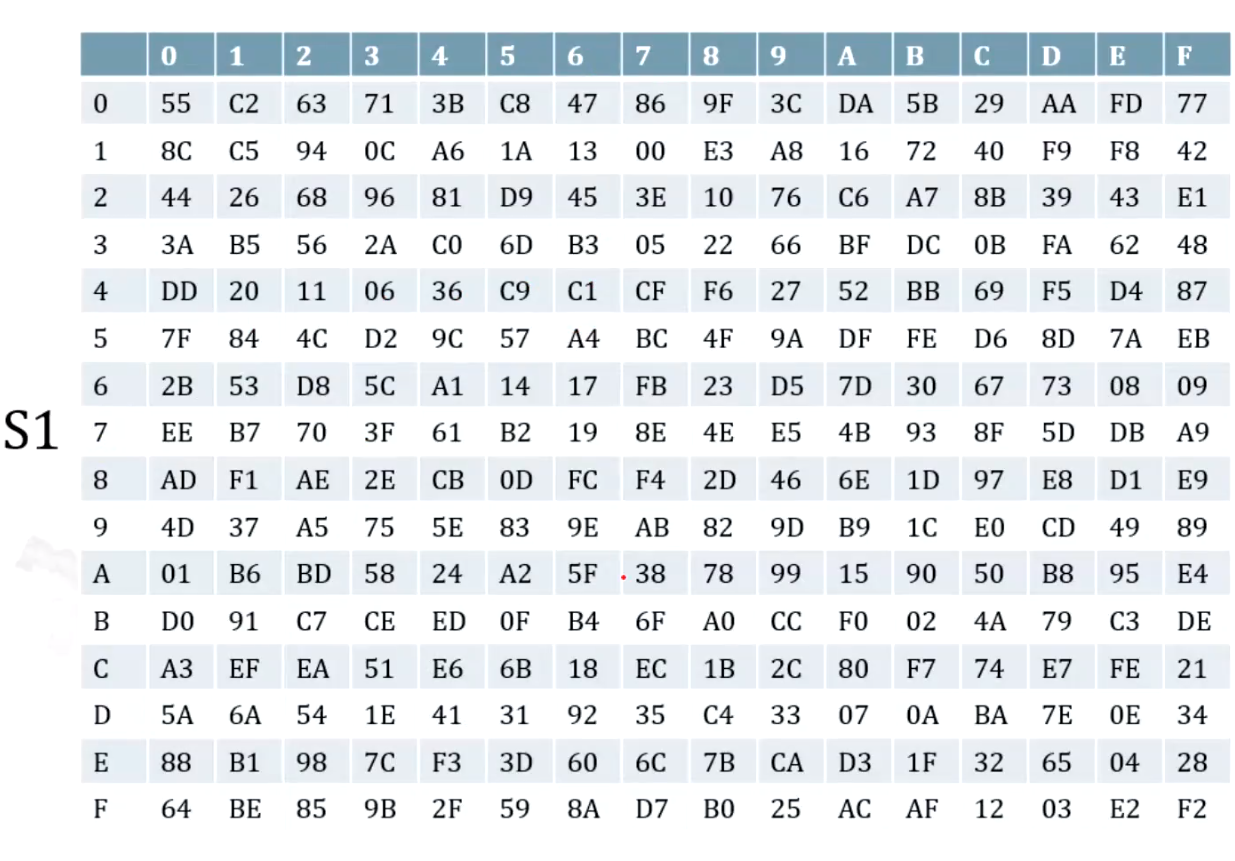 0 1 2 3 4 5 6 7 8 9 A B C D E F
0 55 C2 63 71 3B C8 47 86 9F 3C DA 5B 29 AA FD 77
1 8C C5 94 0C A6 1A 13 00 E3 A8 16 72 40 F9 F8 42
2 44 26 68 96 81 D9 45 3E 10 76 C6 A7 8B 39 43 E1
3 3A B5 56 2A C0 6D B3 05 22 66 BF DC 0B FA 62 48
4 DD 20 11 06 36 C9 C1 CF F6 27 52 BB 69 F5 D4 87
5 7F 84 4C D2 9C 57 A4 BC 4F 9A DF FE D6 8D 7A EB
6 2B 53 D8 5C A1 14 17 FB 23 D5 7D 30 67 73 08 09
S1
7 EE B7 70 3F 61 B2 19 8E 4E E5 4B 93 8F 5D DB A9
8 AD F1 AE 2E CB 0D FC F4 2D 46 6E 1D 97 E8 D1 E9
9 4D 37 A5 75 5E 83 9E AB 82 9D B9 1C E0 CD 49 89
A 01 B6 BD 58 24 A2 5F 38 78 99 15 90 50 B8 95 E4
B D0 91 C7 CE ED 0F B4 6F A0 CC F0 02 4A 79 C3 DE
C A3 EF EA 51 E6 6B 18 EC 1B 2C 80 F7 74 E7 FE 21
D 5A 6A 54 1E 41 31 92 35 C4 33 07 0A BA 7E 0E 34
E 88 B1 98 7C F3 3D 60 6C 7B CA D3 1F 32 65 04 28
F 64 BE 85 9B 2F 59 8A D7 B0 25 AC AF 12 03 E2 F2